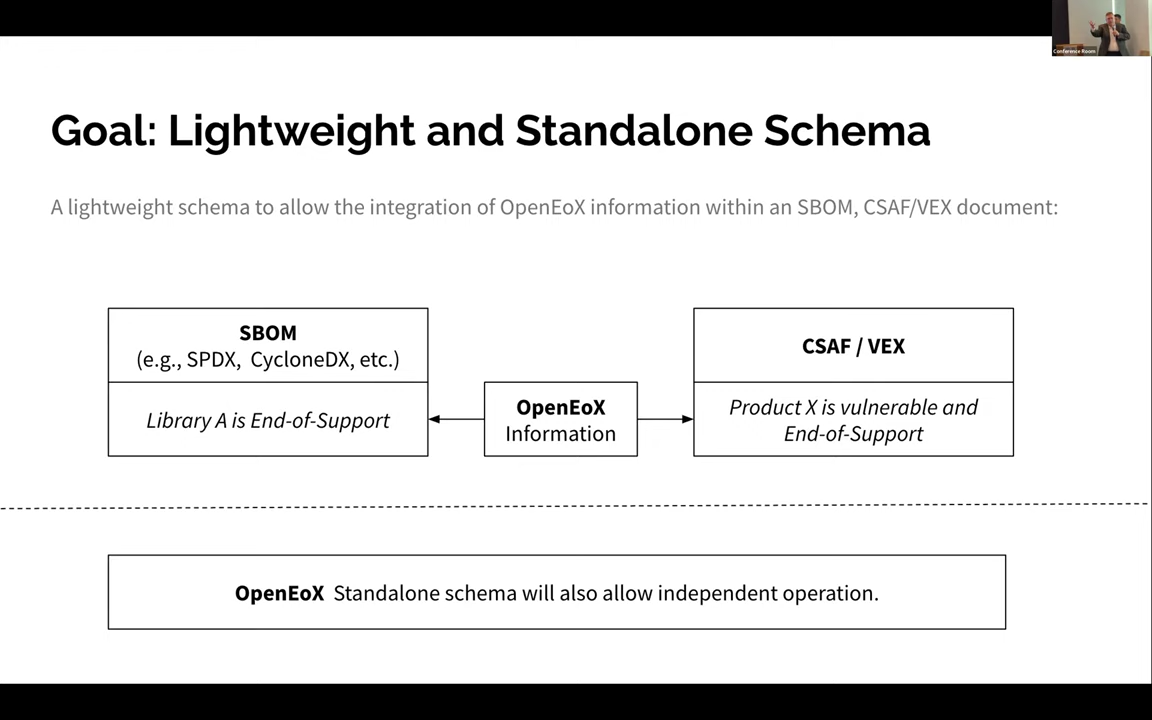 Conference Room
Goal: Lightweight and Standalone Schema
A lightweight schema to allow the integration of OpenEoX information within an SBOM, CSAF/VEX document:
SBOM
(e.g., SPDX, CycloneDX, etc.)
Library A is End-of-Support
OpenEoX
Information
CSAF / VEX
Product X is vulnerable and
End-of-Support
OpenEoX Standalone schema will also allow independent operation.